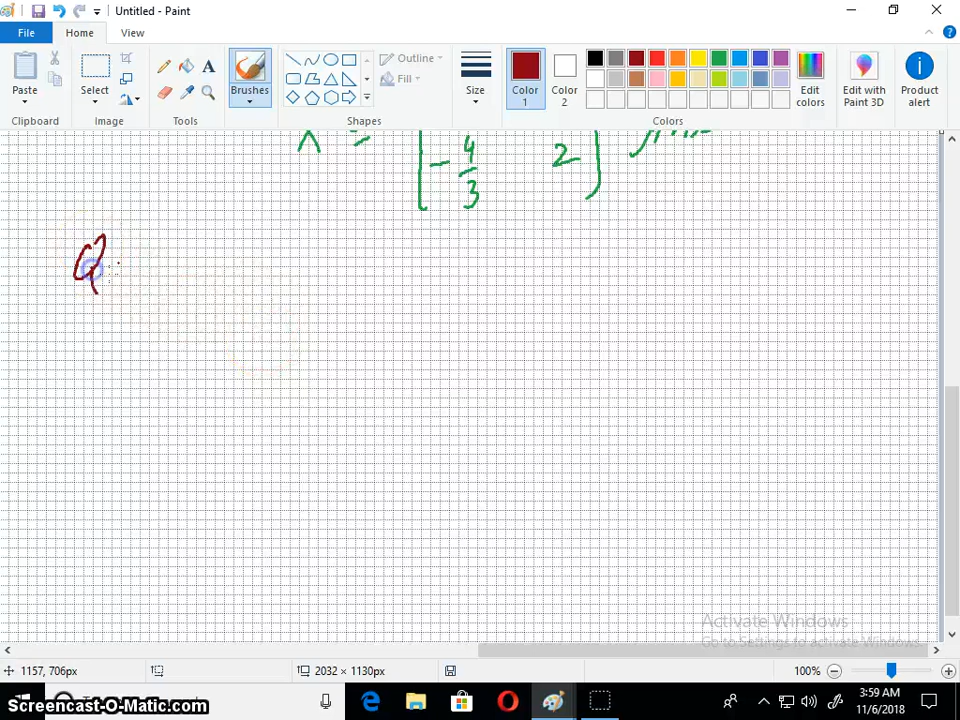 Untitled - Paint
File Home View
Paste Select Brushes Size Color 1 Color 2 Edit colors Edit with Paint 3D Product alert
Outline
Fill
Clipboard Image Tools Shapes Colors
- 4/3 2
Q
Activate Windows
Go to Settings to activate Windows.
1157, 706px 2032 × 1130px 100%
Screencast-O-Matic.com
3:59 AM
11/6/2018